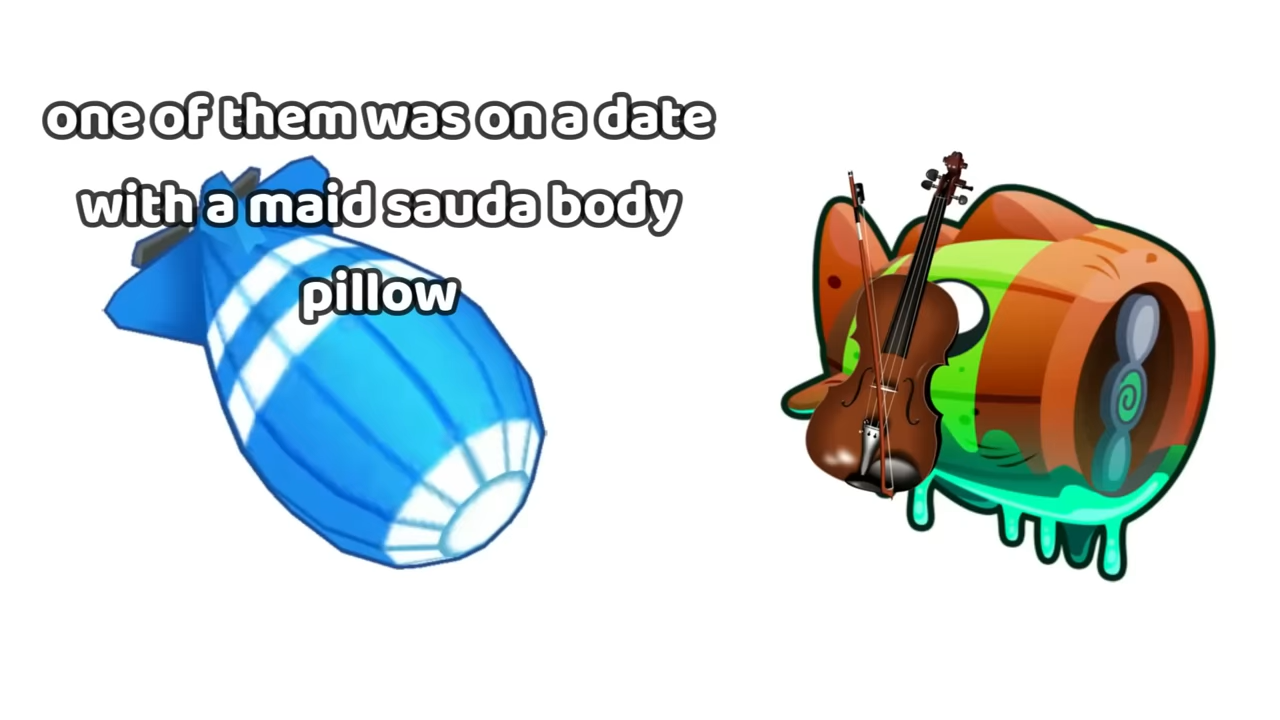 one of them was on a date
with a maid sauda body
pillow